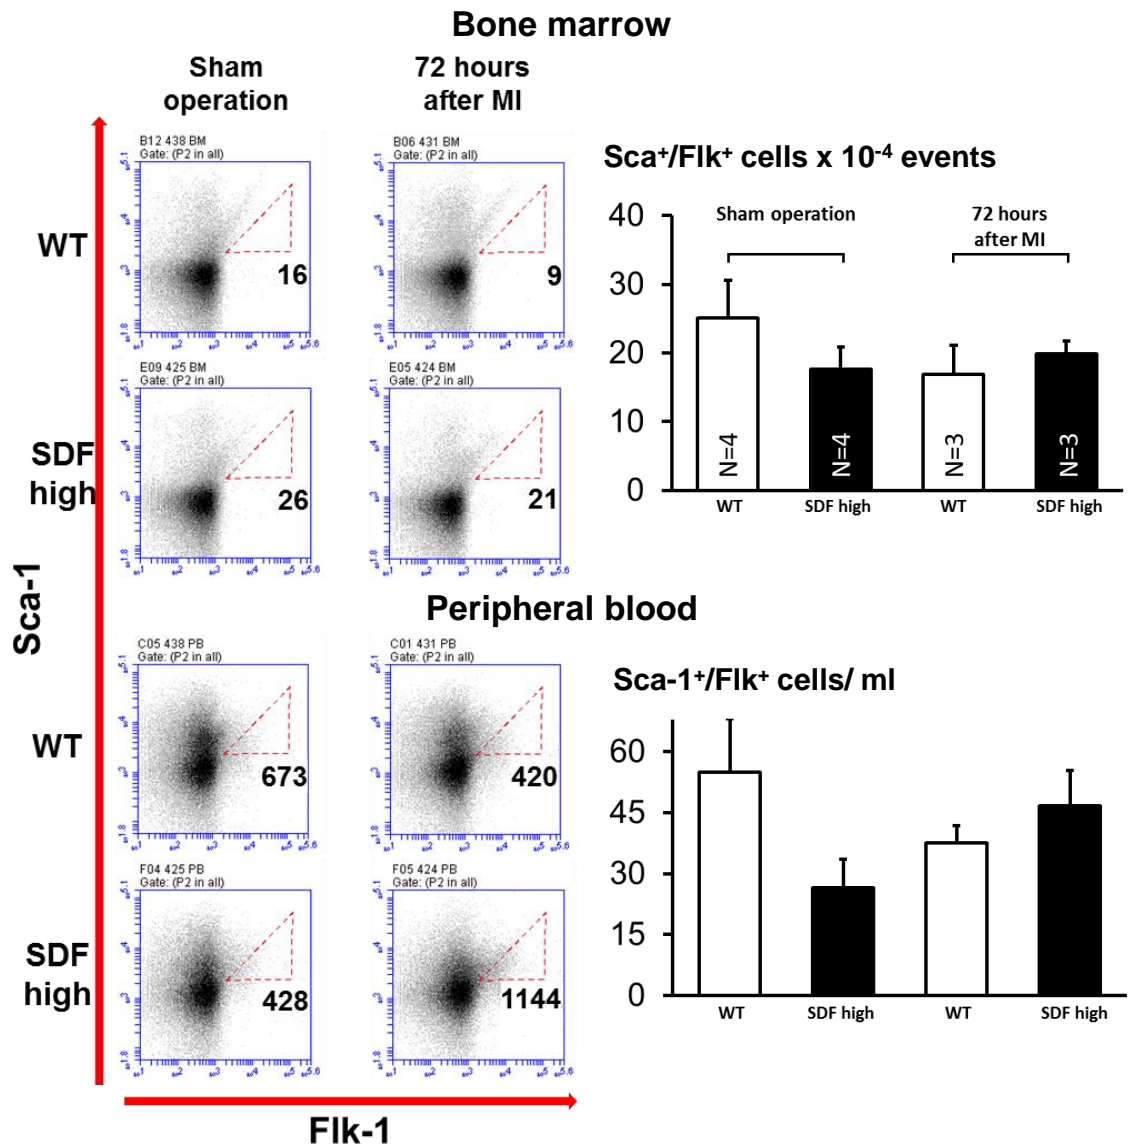 Bone marrow
Sham
operation
72 hours
after MI
B12 438 BM
Gate: (P2 in all)
B06 431 BM
Gate: (P2 in all)
WT
16
9
E09 425 BM
Gate: (P2 in all)
E05 424 BM
Gate: (P2 in all)
SDF
high
26
21
Sca⁺/Flk⁺ cells x 10⁻⁴ events
40
30
20
10
0
Sham operation
72 hours
after MI
N=4
N=4
N=3
N=3
WT
SDF high
WT
SDF high
Sca-1
Peripheral blood
C05 438 PB
Gate: (P2 in all)
C01 431 PB
Gate: (P2 in all)
WT
673
420
F04 425 PB
Gate: (P2 in all)
F05 424 PB
Gate: (P2 in all)
SDF
high
428
1144
Sca-1⁺/Flk⁺ cells/ ml
60
45
30
15
0
WT
SDF high
WT
SDF high
Flk-1